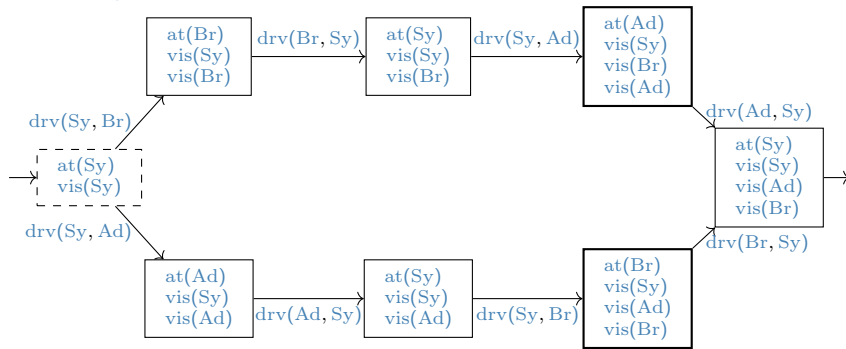 at(Br)
vis(Sy)
vis(Br)
drv(Br, Sy)
at(Sy)
vis(Sy)
vis(Br)
drv(Sy, Ad)
at(Ad)
vis(Sy)
vis(Br)
vis(Ad)
drv(Sy, Br)
drv(Ad, Sy)
at(Sy)
vis(Sy)
at(Sy)
vis(Sy)
vis(Ad)
vis(Br)
drv(Sy, Ad)
drv(Br, Sy)
at(Ad)
vis(Sy)
vis(Ad)
drv(Ad, Sy)
at(Sy)
vis(Sy)
vis(Ad)
drv(Sy, Br)
at(Br)
vis(Sy)
vis(Ad)
vis(Br)